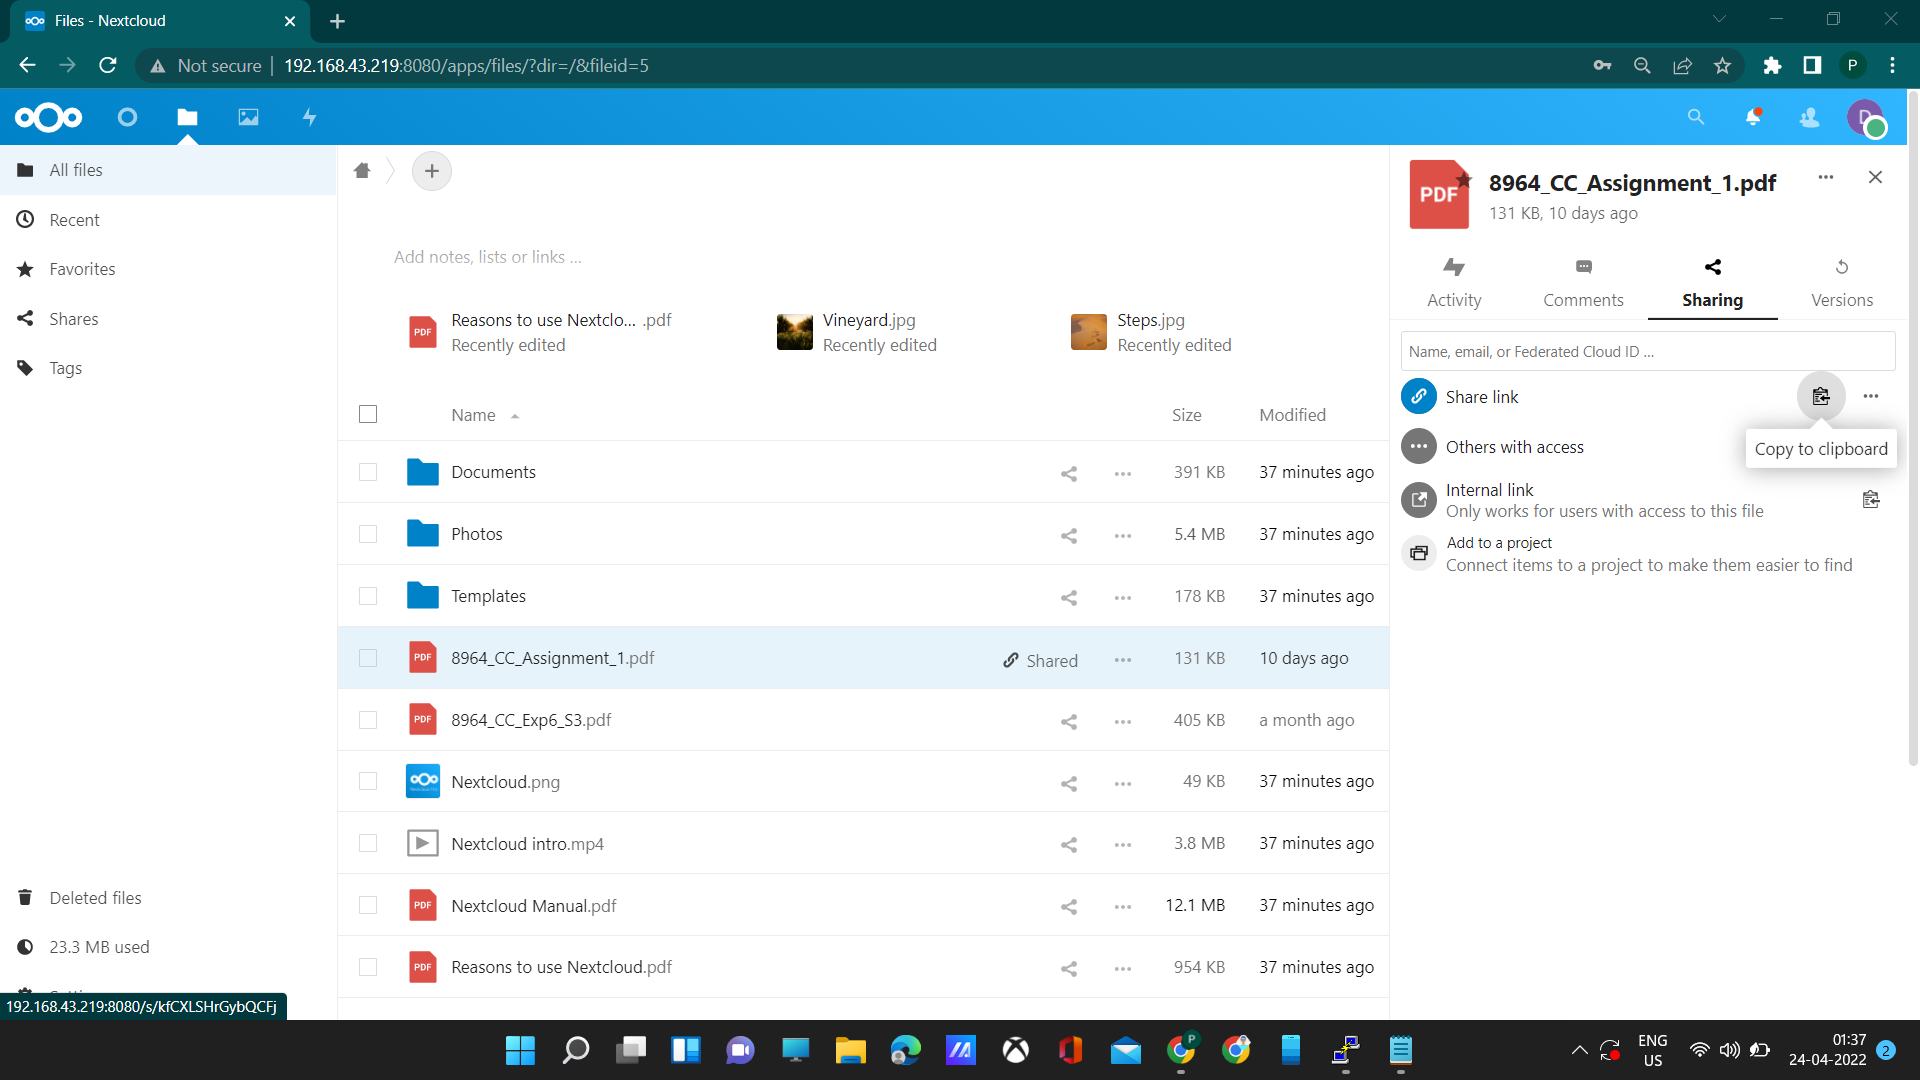 Files - Nextcloud
Not secure
192.168.43.219:8080/apps/files/?dir=/&fileid=5
P
D
All files
Recent
Favorites
Shares
Tags
Deleted files
23.3 MB used
192.168.43.219:8080/s/kfCXLSHrGybQCFj
Add notes, lists or links ...
PDF
Reasons to use Nextclo... .pdf
Recently edited
Vineyard.jpg
Recently edited
Steps.jpg
Recently edited
Name Size Modified
Documents 391 KB 37 minutes ago
Photos 5.4 MB 37 minutes ago
Templates 178 KB 37 minutes ago
PDF 8964_CC_Assignment_1.pdf Shared 131 KB 10 days ago
PDF 8964_CC_Exp6_S3.pdf 405 KB a month ago
Nextcloud.png 49 KB 37 minutes ago
Nextcloud intro.mp4 3.8 MB 37 minutes ago
PDF Nextcloud Manual.pdf 12.1 MB 37 minutes ago
PDF Reasons to use Nextcloud.pdf 954 KB 37 minutes ago
PDF
8964_CC_Assignment_1.pdf
131 KB, 10 days ago
Activity
Comments
Sharing
Versions
Name, email, or Federated Cloud ID ...
Share link
Copy to clipboard
Others with access
Internal link
Only works for users with access to this file
Add to a project
Connect items to a project to make them easier to find
P
ENG
US
01:37
24-04-2022
2